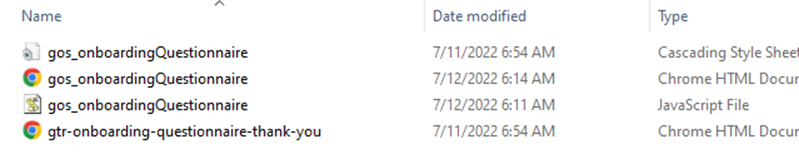 Name Date modified Type
gos_onboardingQuestionnaire 7/11/2022 6:54 AM Cascading Style Sheet
gos_onboardingQuestionnaire 7/12/2022 6:14 AM Chrome HTML Docur
gos_onboardingQuestionnaire 7/12/2022 6:11 AM JavaScript File
gtr-onboarding-questionnaire-thank-you 7/11/2022 6:54 AM Chrome HTML Docur